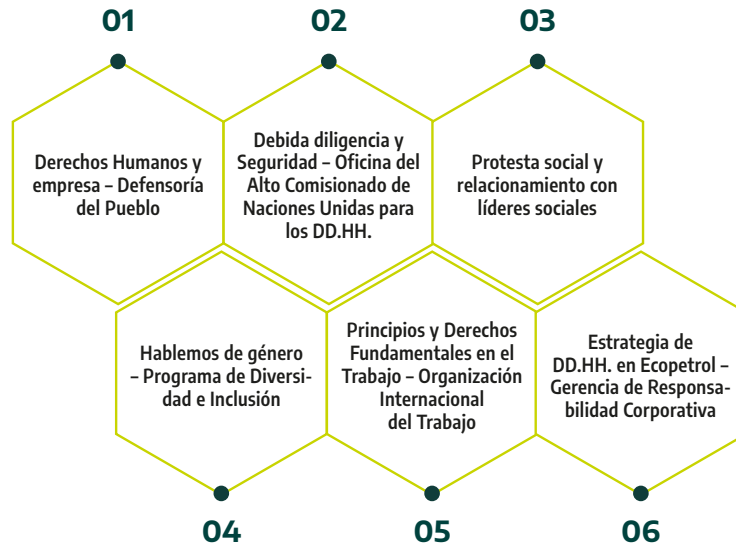 01
Derechos Humanos y
empresa – Defensoría
del Pueblo
02
Debida diligencia y
Seguridad – Oficina del
Alto Comisionado de
Naciones Unidas para
los DD.HH.
03
Protesta social y
relacionamiento con
líderes sociales
Hablemos de género
– Programa de Diversi-
dad e Inclusión
04
Principios y Derechos
Fundamentales en el
Trabajo – Organización
Internacional
del Trabajo
05
Estrategia de
DD.HH. en Ecopetrol –
Gerencia de Responsa-
bilidad Corporativa
06